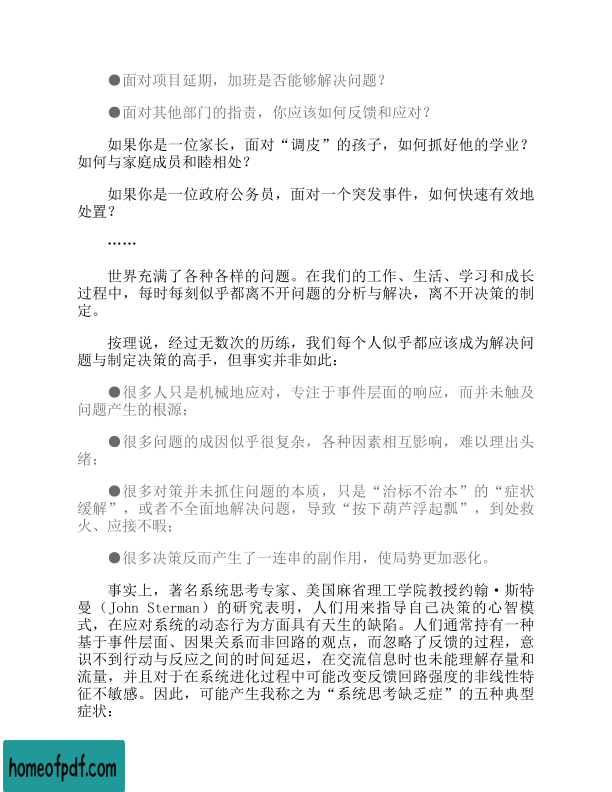 ●面对项目延期，加班是否能够解决问题？
●面对其他部门的指责，你应该如何反馈和应对？
如果你是一位家长，面对“调皮”的孩子，如何抓好他的学业？
如何与家庭成员和睦相处？
如果你是一位政府公务员，面对一个突发事件，如何快速有效地
处置？
……
世界充满了各种各样的问题。在我们的工作、生活、学习和成长
过程中，每时每刻似乎都离不开问题的分析与解决，离不开决策的制
定。
按理说，经过无数次的历练，我们每个人似乎都应该成为解决问
题与制定决策的高手，但事实并非如此：
●很多人只是机械地应对，专注于事件层面的响应，而并未触及
问题产生的根源；
●很多问题的成因似乎很复杂，各种因素相互影响，难以理出头
绪；
●很多对策并未抓住问题的本质，只是“治标不治本”的“症状
缓解”，或者不全面地解决问题，导致“按下葫芦浮起瓢”，到处救
火、应接不暇；
●很多决策反而产生了一连串的副作用，使局势更加恶化。
事实上，著名系统思考专家、美国麻省理工学院教授约翰·斯特
曼（John Sterman）的研究表明，人们用来指导自己决策的心智模
式，在应对系统的动态行为方面具有天生的缺陷。人们通常持有一种
基于事件层面、因果关系而非回路的观点，而忽略了反馈的过程，意
识不到行动与反应之间的时间延迟，在交流信息时也未能理解存量和
流量，并且对于在系统进化过程中可能改变反馈回路强度的非线性特
征不敏感。因此，可能产生我称之为“系统思考缺乏症”的五种典型
症状：
homeofpdf.com